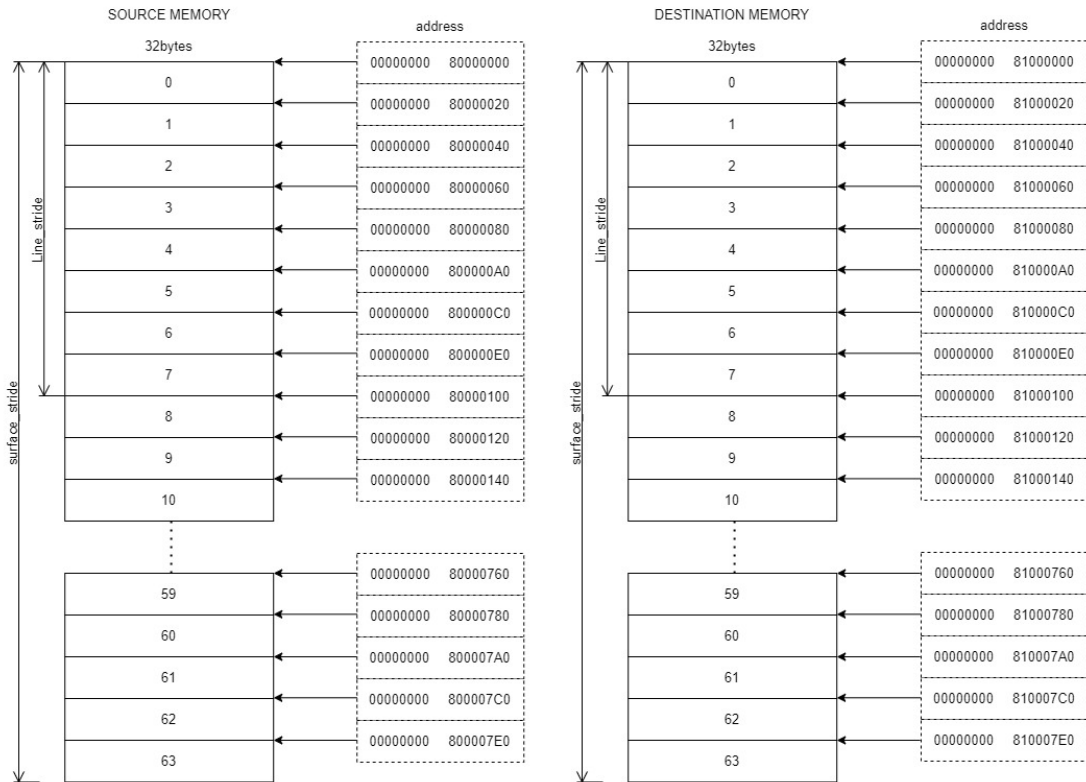 SOURCE MEMORY
32bytes
address
surface_stride
Line_stride
0
1
2
3
4
5
6
7
8
9
10
59
60
61
62
63
00000000 80000000
00000000 80000020
00000000 80000040
00000000 80000060
00000000 80000080
00000000 800000A0
00000000 800000C0
00000000 800000E0
00000000 80000100
00000000 80000120
00000000 80000140
00000000 80000760
00000000 80000780
00000000 800007A0
00000000 800007C0
00000000 800007E0
DESTINATION MEMORY
32bytes
address
surface_stride
Line_stride
0
1
2
3
4
5
6
7
8
9
10
59
60
61
62
63
00000000 81000000
00000000 81000020
00000000 81000040
00000000 81000060
00000000 81000080
00000000 810000A0
00000000 810000C0
00000000 810000E0
00000000 81000100
00000000 81000120
00000000 81000140
00000000 81000760
00000000 81000780
00000000 810007A0
00000000 810007C0
00000000 810007E0